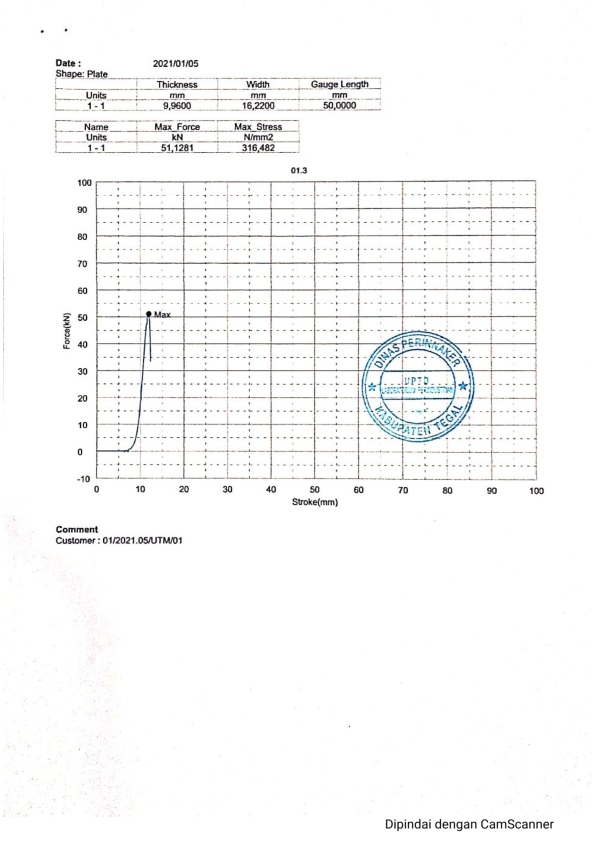 Date : 2021/01/05
Shape: Plate
Thickness Width Gauge Length
Units mm mm mm
1 - 1 9,9600 16,2200 50,0000
Name Max_Force Max_Stress
Units kN N/mm2
1 - 1 51,1281 316,482
01.3
100
90
80
70
60
50
40
30
20
10
0
-10
Force(kN)
Max
DINAS PERINNAKER
UPTD
LABORATORIUM PERINDUSTRIAN
KABUPATEN TEGAL
0 10 20 30 40 50 60 70 80 90 100
Stroke(mm)
Comment
Customer : 01/2021.05/UTM/01
Dipindai dengan CamScanner